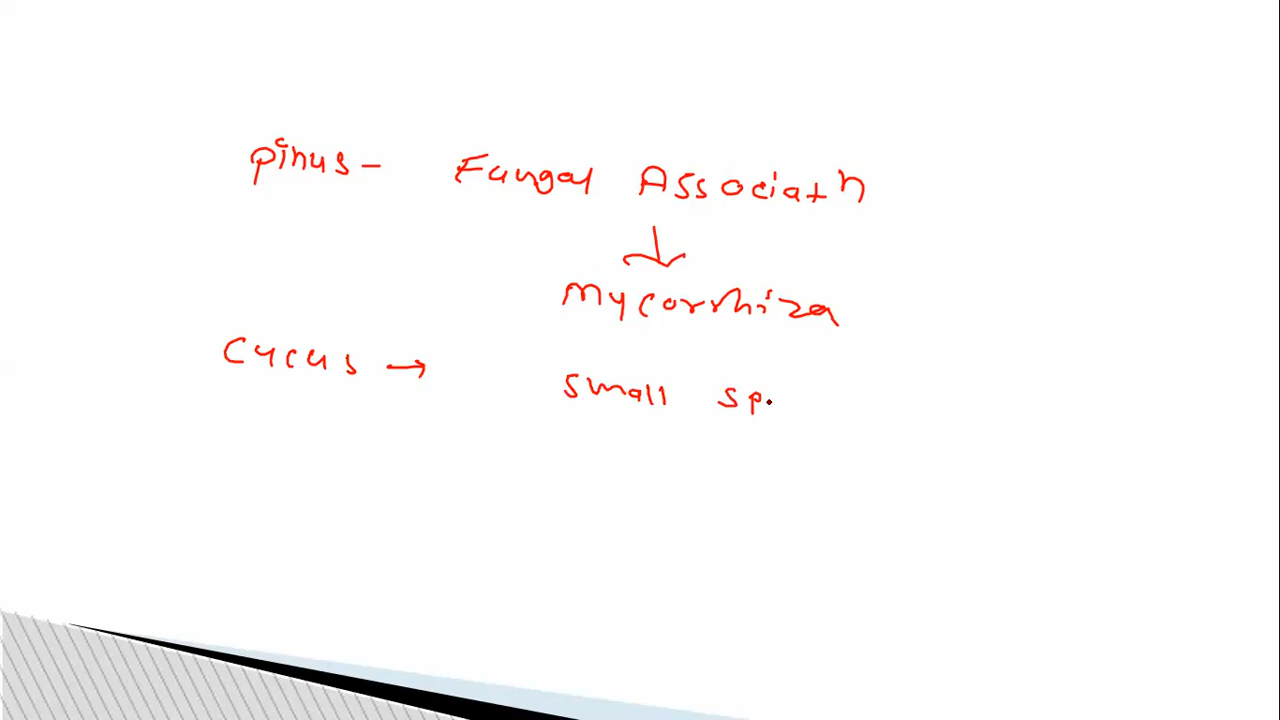 Pinus - Fungal Associatn
Mycorrhiza
Cycus → small sp